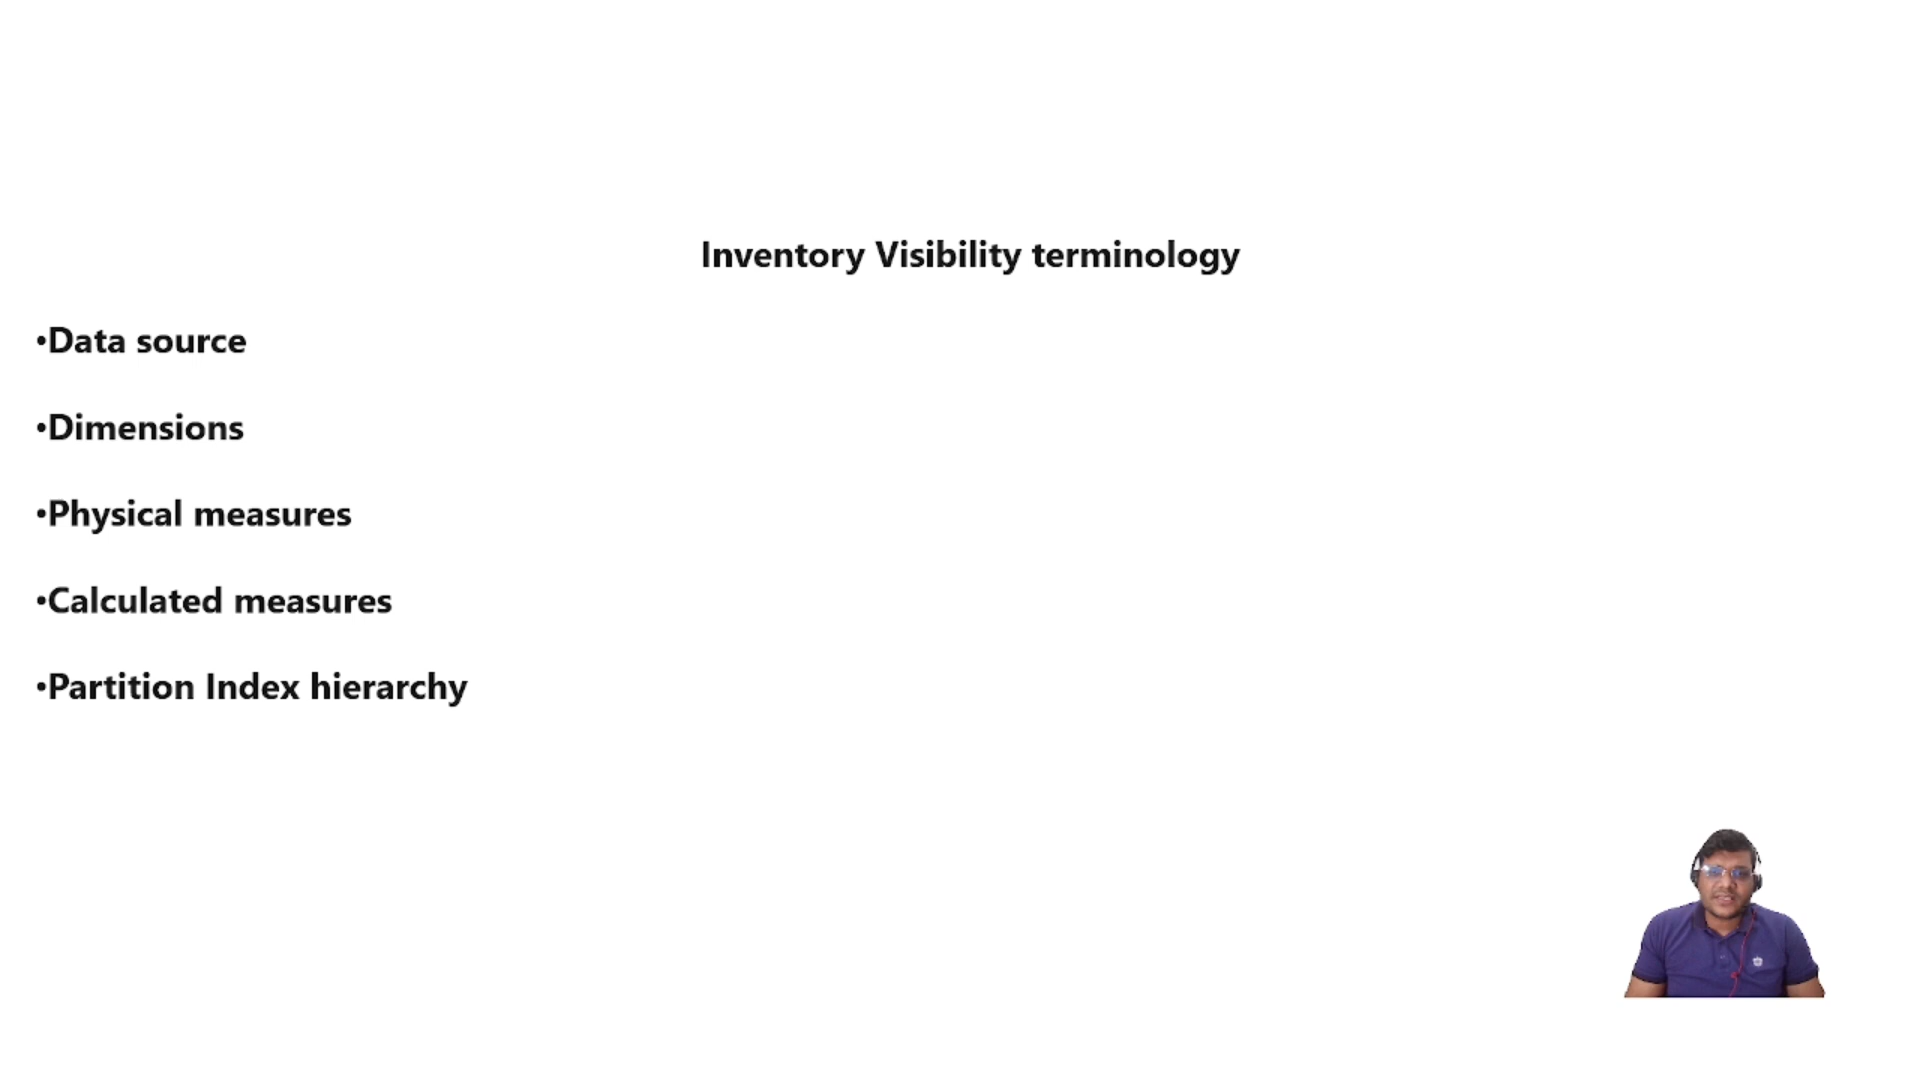 Inventory Visibility terminology
•Data source
•Dimensions
•Physical measures
•Calculated measures
•Partition Index hierarchy